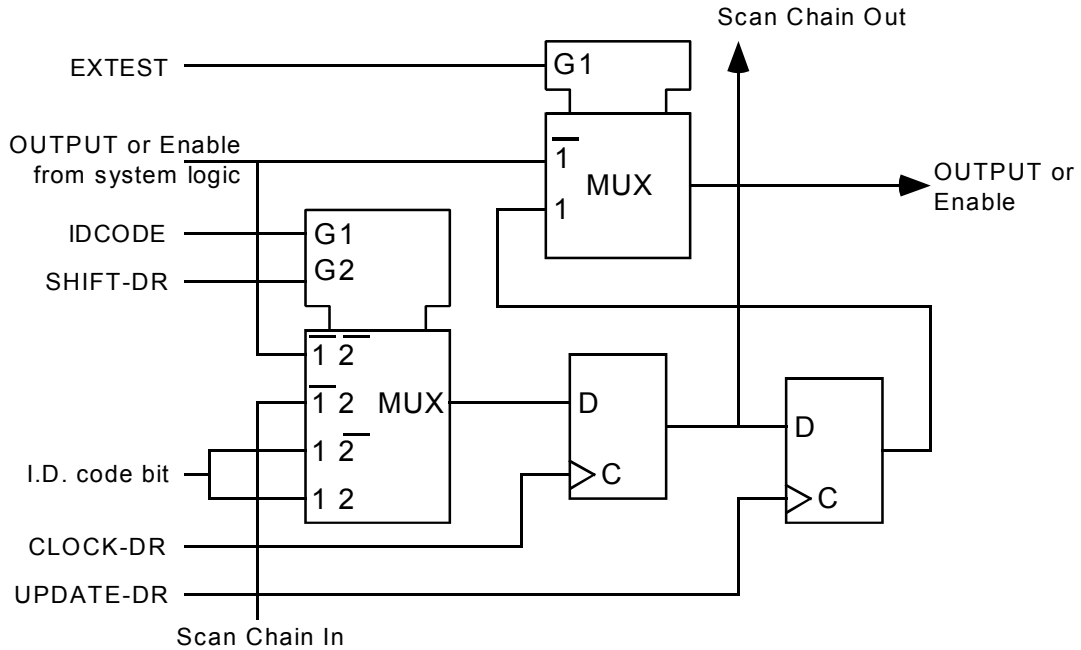 Scan Chain Out
EXTEST
G1
OUTPUT or Enable
from system logic
1
MUX
1
OUTPUT or
Enable
IDCODE
G1
SHIFT-DR
G2
1 2
1 2
MUX
D
1 2
D
I.D. code bit
C
1 2
C
CLOCK-DR
UPDATE-DR
Scan Chain In